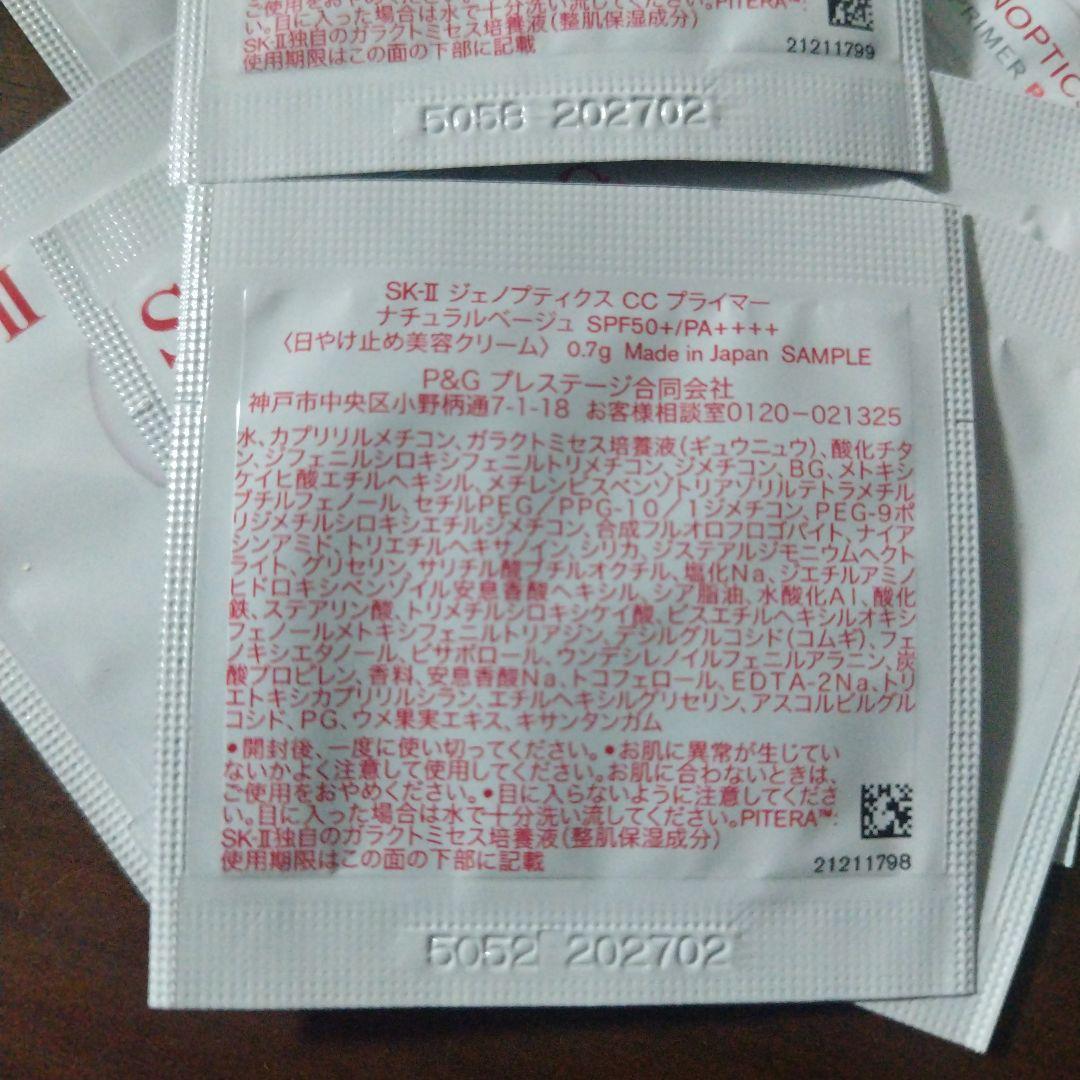 ご使用をおやめください。
い。目に入った場合は水で十分洗い流してください。PITERA™:
SK-Ⅱ独自のガラクトミセス培養液(整肌保湿成分)
使用期限はこの面の下部に記載
21211799
5058 202702
NOPTIC
PRIMER
Ⅱ
S
SK-Ⅱ ジェノプティクス CC プライマー
ナチュラルベージュ SPF50+/PA++++
〈日やけ止め美容クリーム〉 0.7g Made in Japan SAMPLE
P&G プレステージ合同会社
神戸市中央区小野柄通7-1-18 お客様相談室0120-021325
水、カプリリルメチコン、ガラクトミセス培養液(ギュウニュウ)、酸化チタ
ン、ジフェニルシロキシフェニルトリメチコン、ジメチコン、BG、メトキシ
ケイヒ酸エチルヘキシル、メチレンビスベンゾトリアゾリルテトラメチル
ブチルフェノール、セチルPEG/PPG-10/1ジメチコン、PEG-9ポ
リジメチルシロキシエチルジメチコン、合成フルオロフロゴパイト、ナイア
シンアミド、トリエチルヘキサノイン、シリカ、ジステアルジモニウムヘクト
ライト、グリセリン、サリチル酸ブチルオクチル、塩化Na、ジエチルアミノ
ヒドロキシベンゾイル安息香酸ヘキシル、シア脂油、水酸化Al、酸化
鉄、ステアリン酸、トリメチルシロキシケイ酸、ビスエチルヘキシルオキシ
フェノールメトキシフェニルトリアジン、デシルグルコシド(コムギ)、フェ
ノキシエタノール、ビサボロール、ウンデシレノイルフェニルアラニン、炭
酸プロピレン、香料、安息香酸Na、トコフェロール、EDTA-2Na、トリ
エトキシカプリリルシラン、エチルヘキシルグリセリン、アスコルビルグル
コシド、PG、ウメ果実エキス、キサンタンガム
•開封後、一度に使い切ってください。•お肌に異常が生じてい
ないかよく注意して使用してください。お肌に合わないときは、
ご使用をおやめください。•目に入らないように注意してくださ
い。目に入った場合は水で十分洗い流してください。PITERA™:
SK-Ⅱ独自のガラクトミセス培養液(整肌保湿成分)
使用期限はこの面の下部に記載
21211798
5052 202702